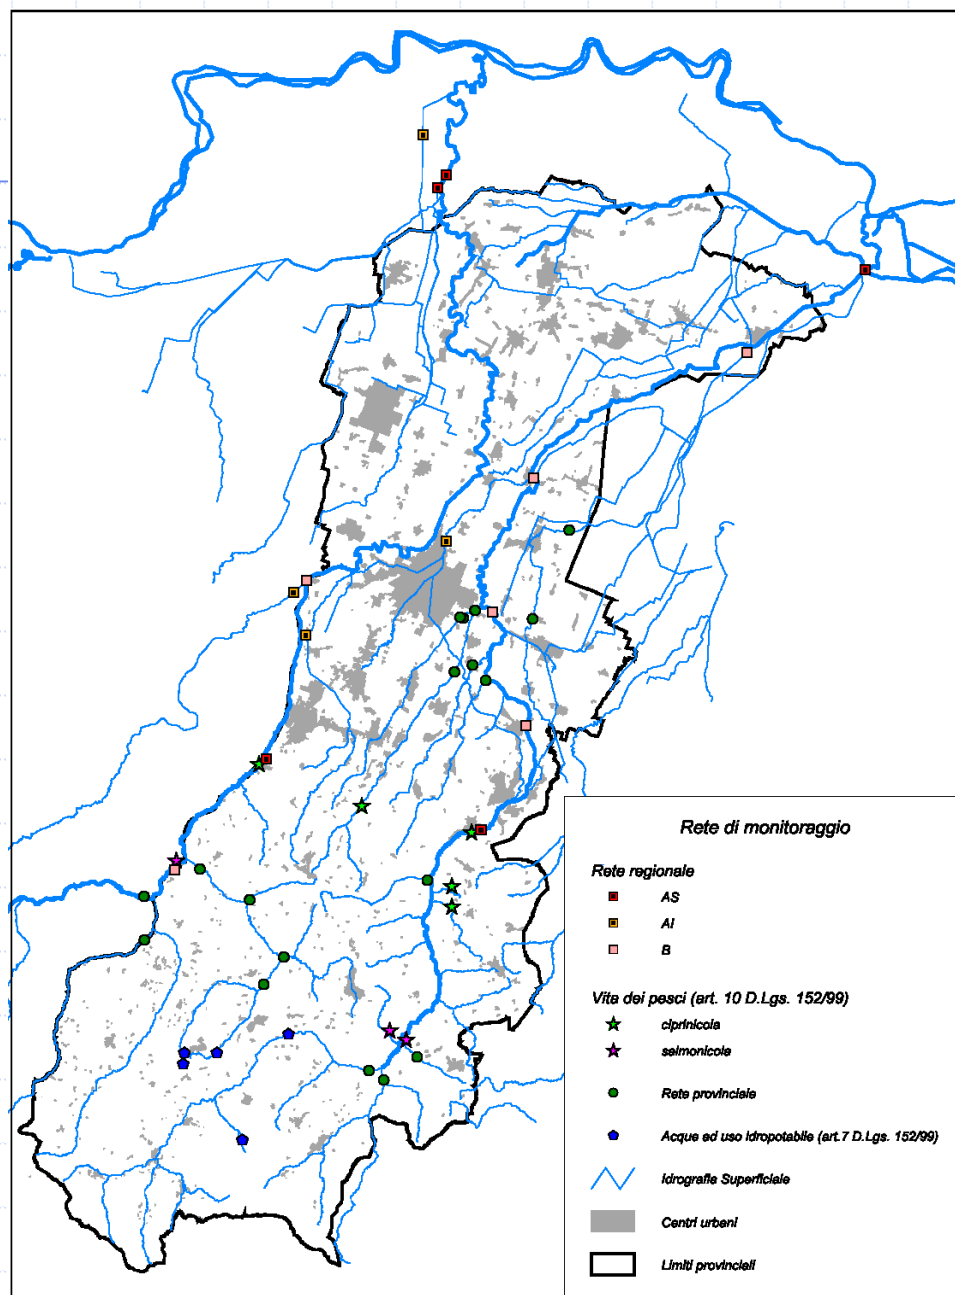 Rete di monitoraggio
Rete regionale
AS
AI
B
Vita dei pesci (art. 10 D.Lgs. 152/99)
ciprinicola
salmonicola
Rete provinciale
Acque ad uso idropotabile (art.7 D.Lgs. 152/99)
Idrografia Superficiale
Centri urbani
Limiti provinciali